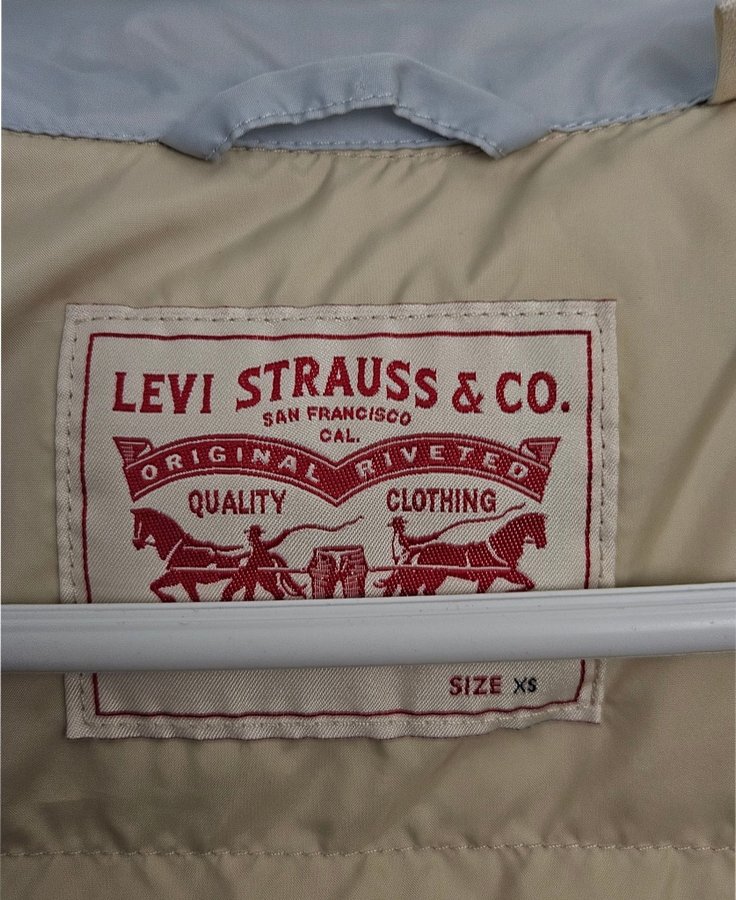 LEVI STRAUSS & CO.
SAN FRANCISCO
CAL.
ORIGINAL RIVETED
QUALITY CLOTHING
SIZE XS